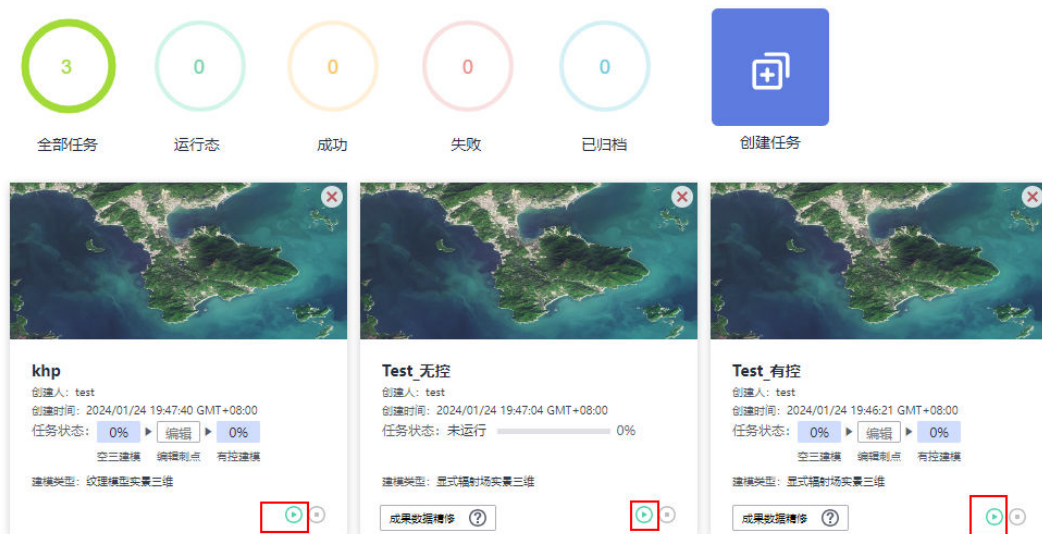 3 0 0 0 0
全部任务 运行态 成功 失败 已归档 创建任务
khp
创建人：test
创建时间：2024/01/24 19:47:40 GMT+08:00
任务状态： 0% 编辑 0%
空三建模 编辑刺点 有控建模
建模类型：纹理模型实景三维
Test_无控
创建人：test
创建时间：2024/01/24 19:47:04 GMT+08:00
任务状态：未运行 0%
建模类型：显式辐射场实景三维
成果数据精修 ?
Test_有控
创建人：test
创建时间：2024/01/24 19:46:21 GMT+08:00
任务状态： 0% 编辑 0%
空三建模 编辑刺点 有控建模
建模类型：显式辐射场实景三维
成果数据精修 ?